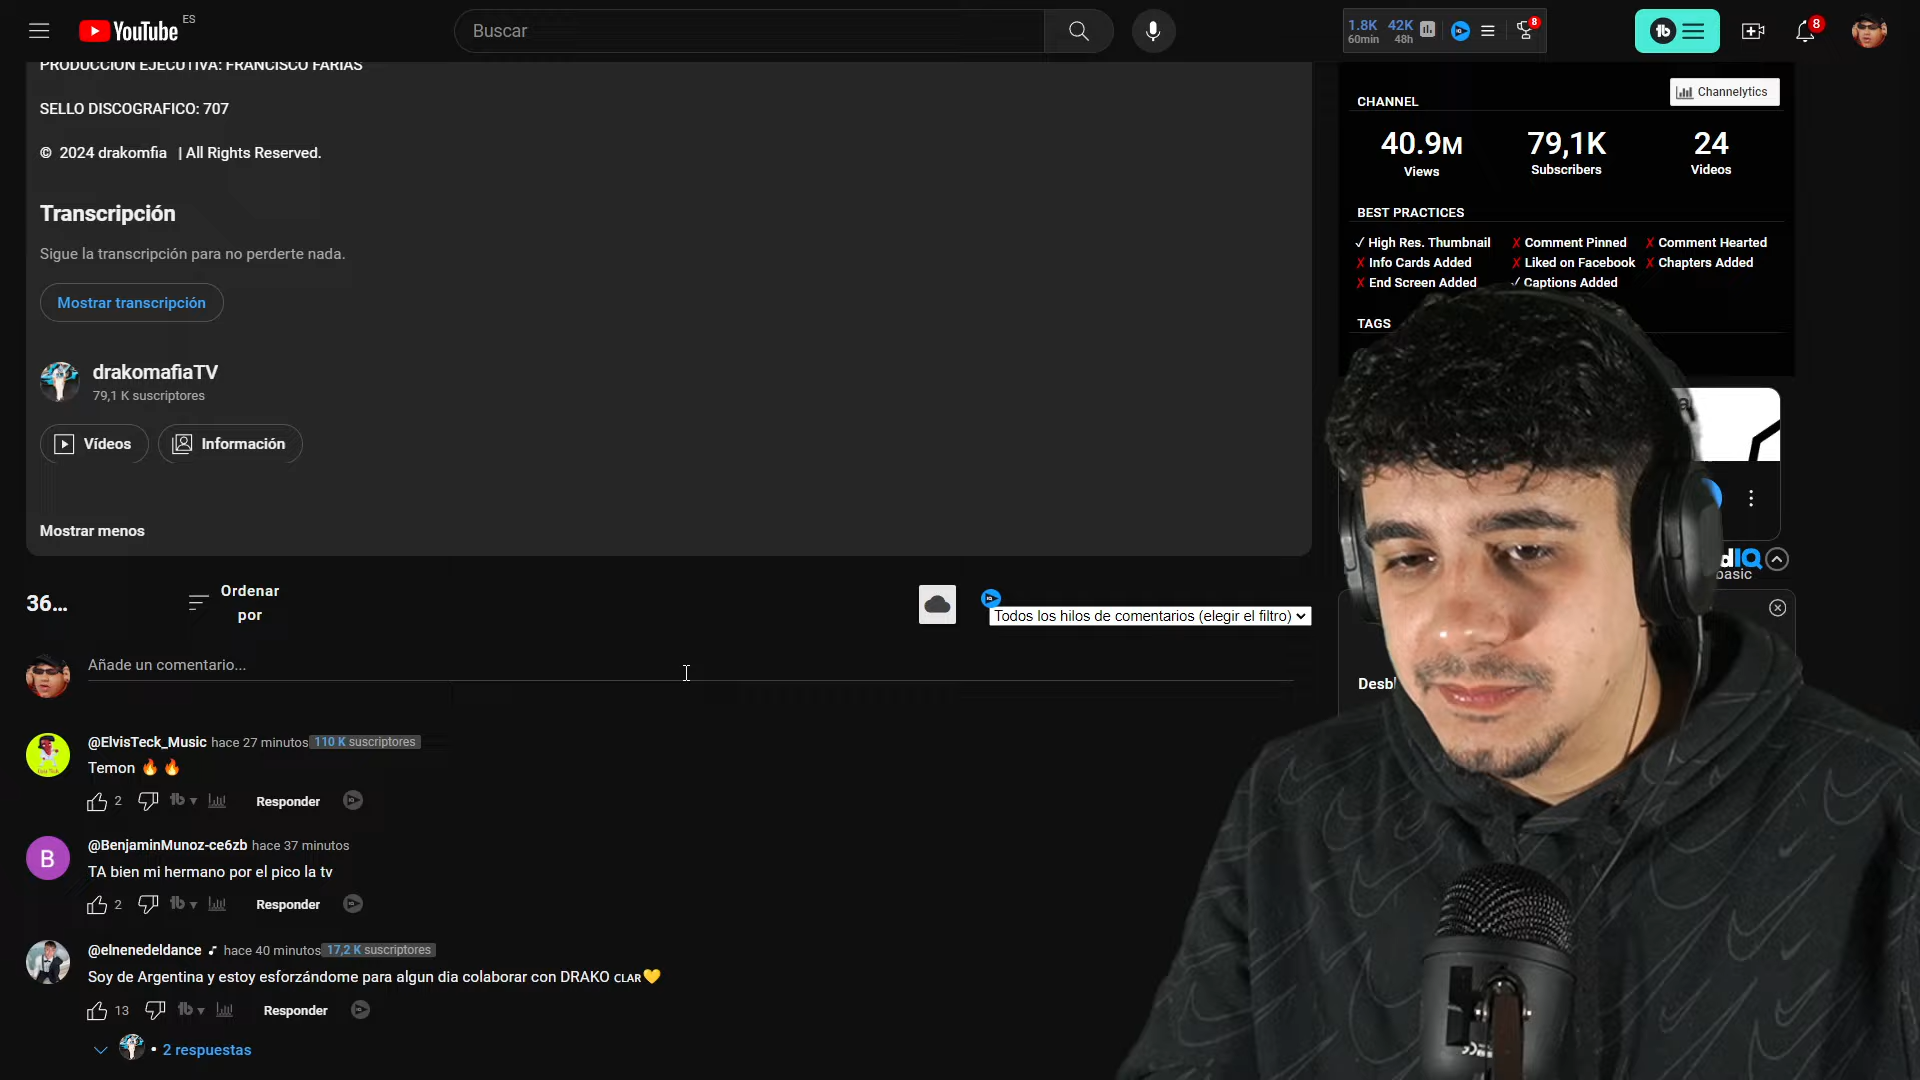 YouTube ES
Buscar
1.8K 42K
60min 48h
8
8
PRODUCCION EJECUTIVA: FRANCISCO FARIAS
SELLO DISCOGRAFICO: 707
© 2024 drakomfia | All Rights Reserved.
Transcripción
Sigue la transcripción para no perderte nada.
Mostrar transcripción
drakomafiaTV
79,1 K suscriptores
Vídeos
Información
Mostrar menos
36...
Ordenar
por
Todos los hilos de comentarios (elegir el filtro)
Añade un comentario...
@ElvisTeck_Music hace 27 minutos 110 K suscriptores
Temon 🔥 🔥
2 Responder
B
@BenjaminMunoz-ce6zb hace 37 minutos
TA bien mi hermano por el pico la tv
2 Responder
@elnenedeldance hace 40 minutos 17,2 K suscriptores
Soy de Argentina y estoy esforzándome para algun dia colaborar con DRAKO ᴄʟᴀʀ💛
13 Responder
• 2 respuestas
CHANNEL
Channelytics
40.9M 79,1K 24
Views Subscribers Videos
BEST PRACTICES
✓ High Res. Thumbnail ✗ Comment Pinned ✗ Comment Hearted
✗ Info Cards Added ✗ Liked on Facebook ✗ Chapters Added
✗ End Screen Added ✓ Captions Added
TAGS
dIQ
basic
Desbl